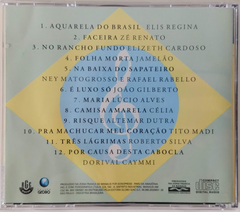 1. AQUARELA DO BRASIL ELIS REGINA
2. FACEIRA ZÉ RENATO
3. NO RANCHO FUNDO ELIZETH CARDOSO
4. FOLHA MORTA JAMELÃO
5. NA BAIXA DO SAPATEIRO
NEY MATOGROSSO E RAFAEL RABELLO
6. É LUXO SÓ JOÃO GILBERTO
7. MARIA LÚCIO ALVES
8. CAMISA AMARELA CÉLIA
9. RISQUE ELIMAR DUTRA
10. PRA MACHUCAR MEU CORAÇÃO TITO MADI
11. TRÊS LÁGRIMAS ROBERTO SILVA
12. POR CAUSA DESTA CABOCLA
DORIVAL CAYMMI
GLOBO